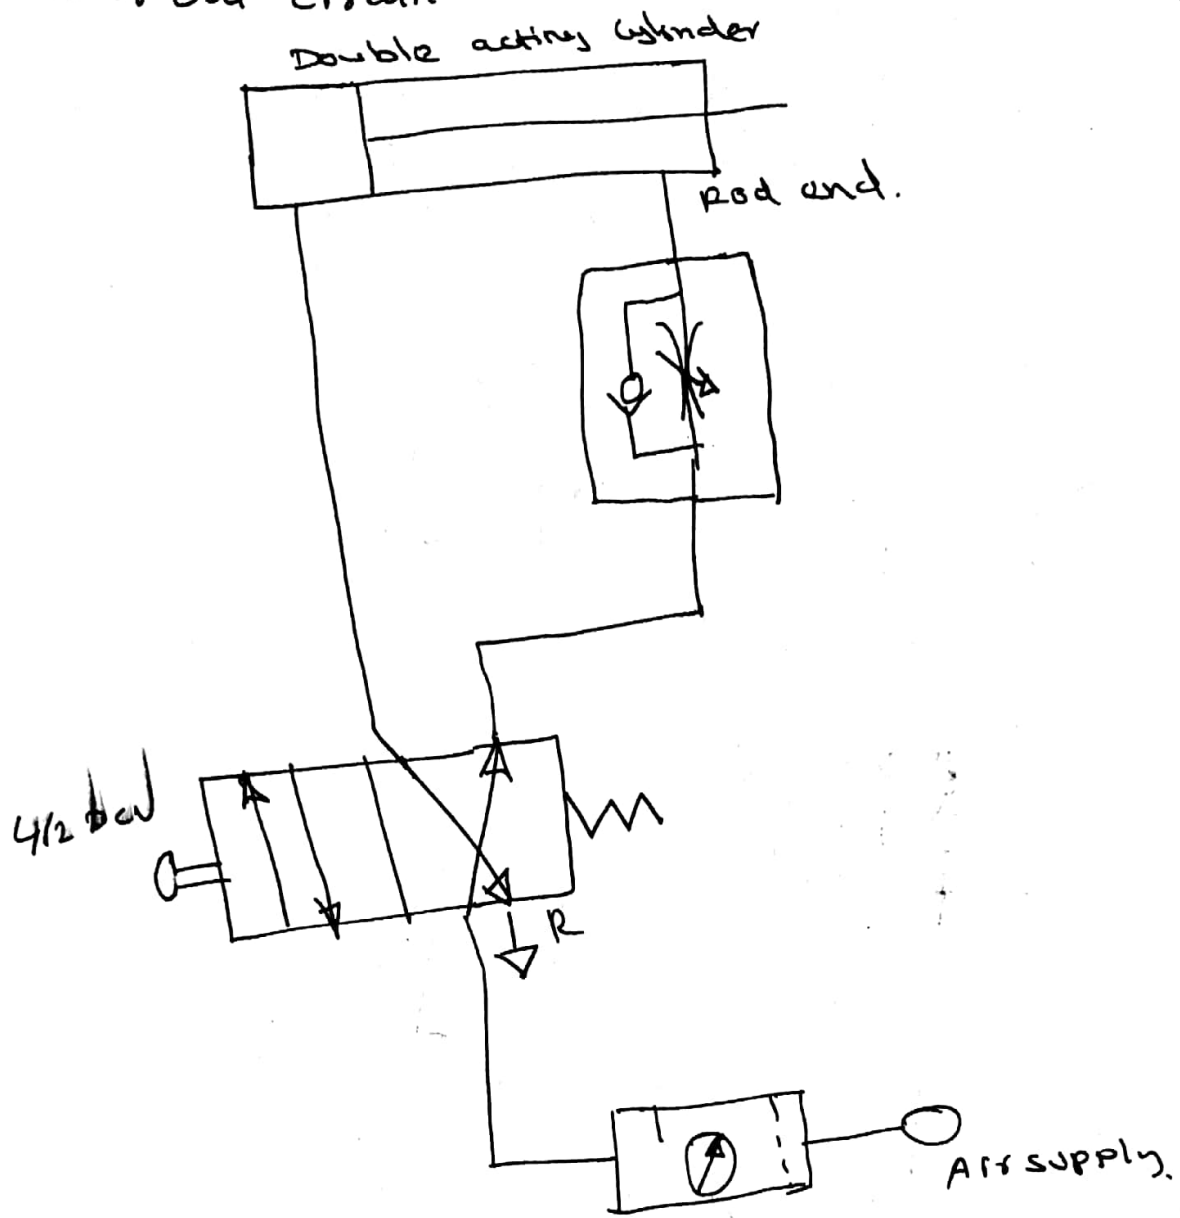 Double acting cylinder
Rod end.
4/2 DCV
R
Air supply.